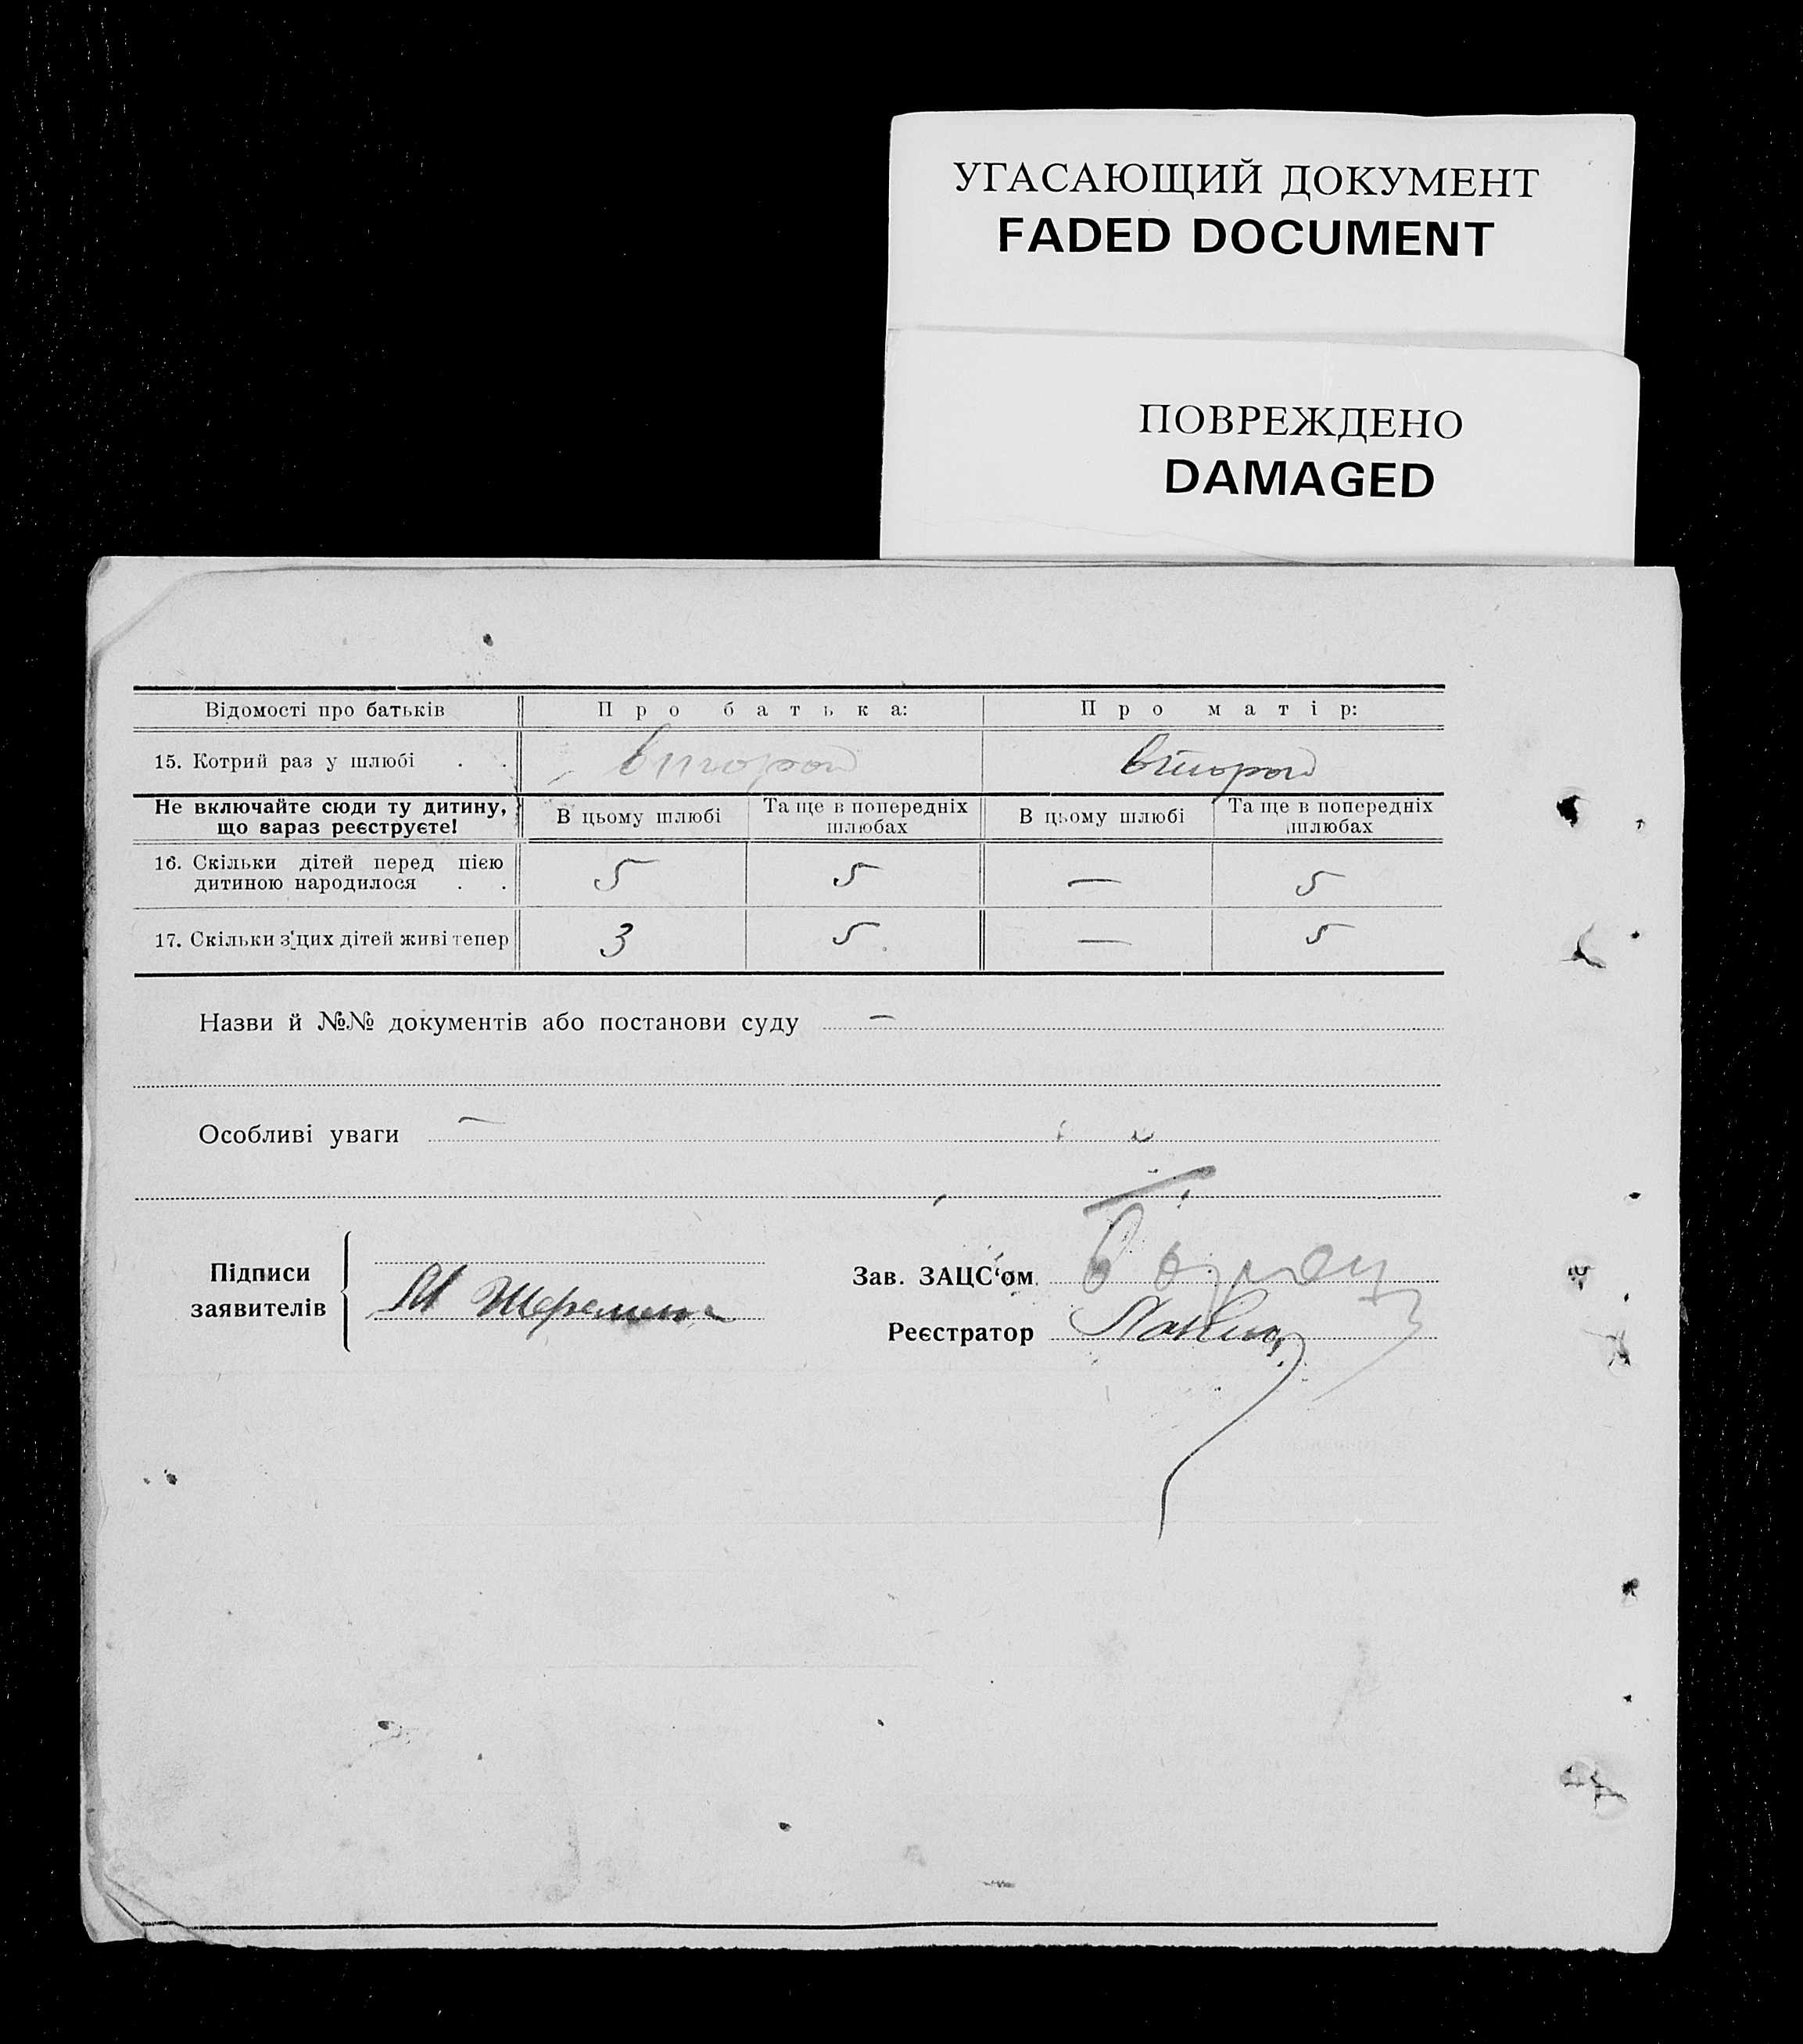 УГАСАЮЩИЙ ДОКУМЕНТ
FADED DOCUMENT
ПОВРЕЖДЕНО
DAMAGED
Відомості про батьків Про батька: Про матір:
15. Котрий раз у шлюбі . . второй второй
Не включайте сюди ту дитину, що вараз реєструєте! В цьому шлюбі Та ще в попередніх шлюбах В цьому шлюбі Та ще в попередніх шлюбах
16. Скільки дітей перед цією
дитиною народилося . . 5 5 — 5
17. Скільки з цих дітей живі тепер 3 5 — 5
Назви й №№ документів або постанови суду —
Особливі уваги —
Підписи
заявителів
Зав. ЗАЦС‘ом
Реєстратор